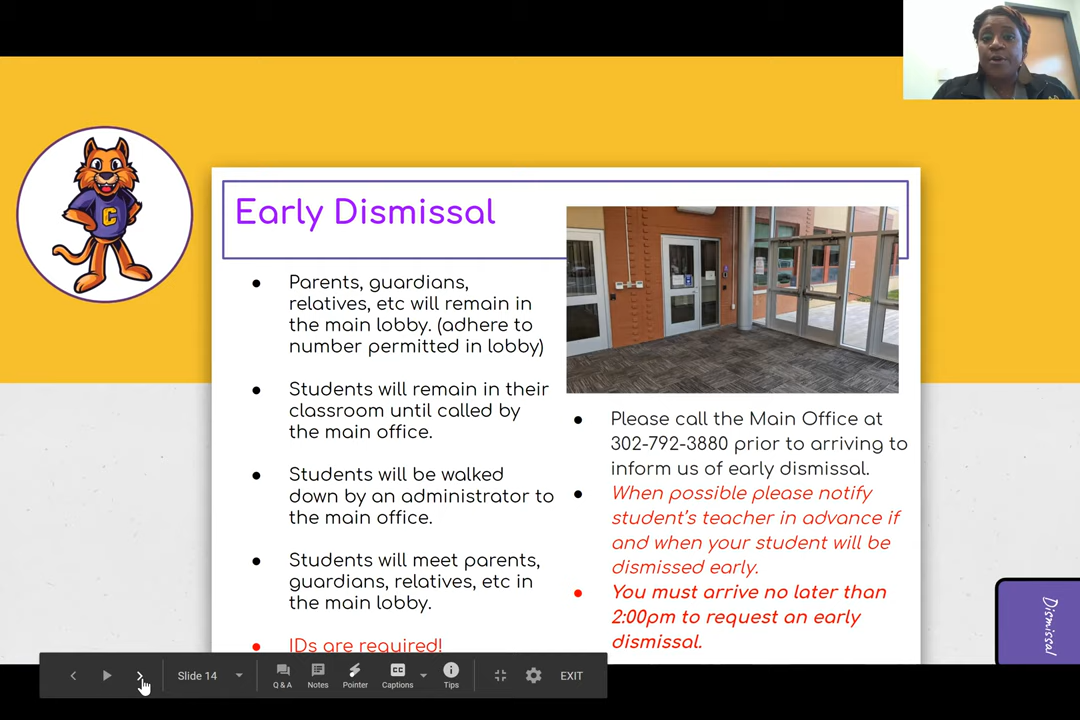 Early Dismissal
C
● Parents, guardians,
relatives, etc will remain in
the main lobby. (adhere to
number permitted in lobby)
● Students will remain in their
classroom until called by
the main office.
● Students will be walked
down by an administrator to
the main office.
● Students will meet parents,
guardians, relatives, etc in
the main lobby.
● IDs are required!
● Please call the Main Office at
302-792-3880 prior to arriving to
inform us of early dismissal.
● When possible please notify
student's teacher in advance if
and when your student will be
dismissed early.
● You must arrive no later than
2:00pm to request an early
dismissal.
Dismissal
Slide 14
Q & A
Notes
Pointer
CC
Captions
Tips
EXIT